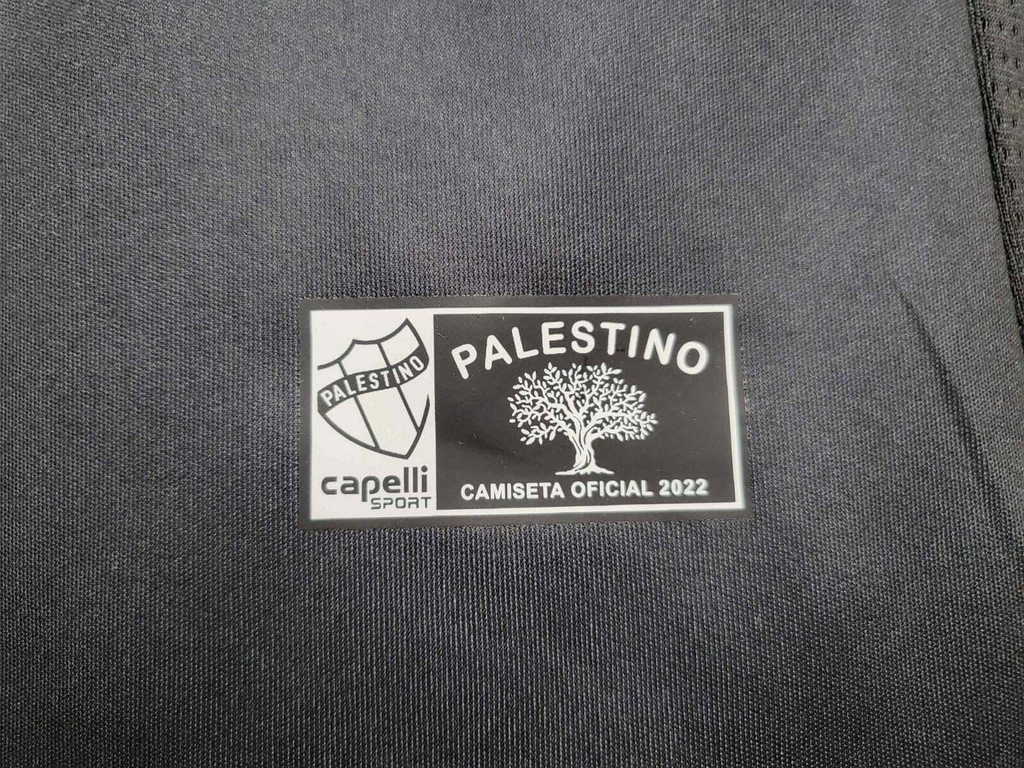 PALESTINO
capelli
SPORT
PALESTINO
CAMISETA OFICIAL 2022